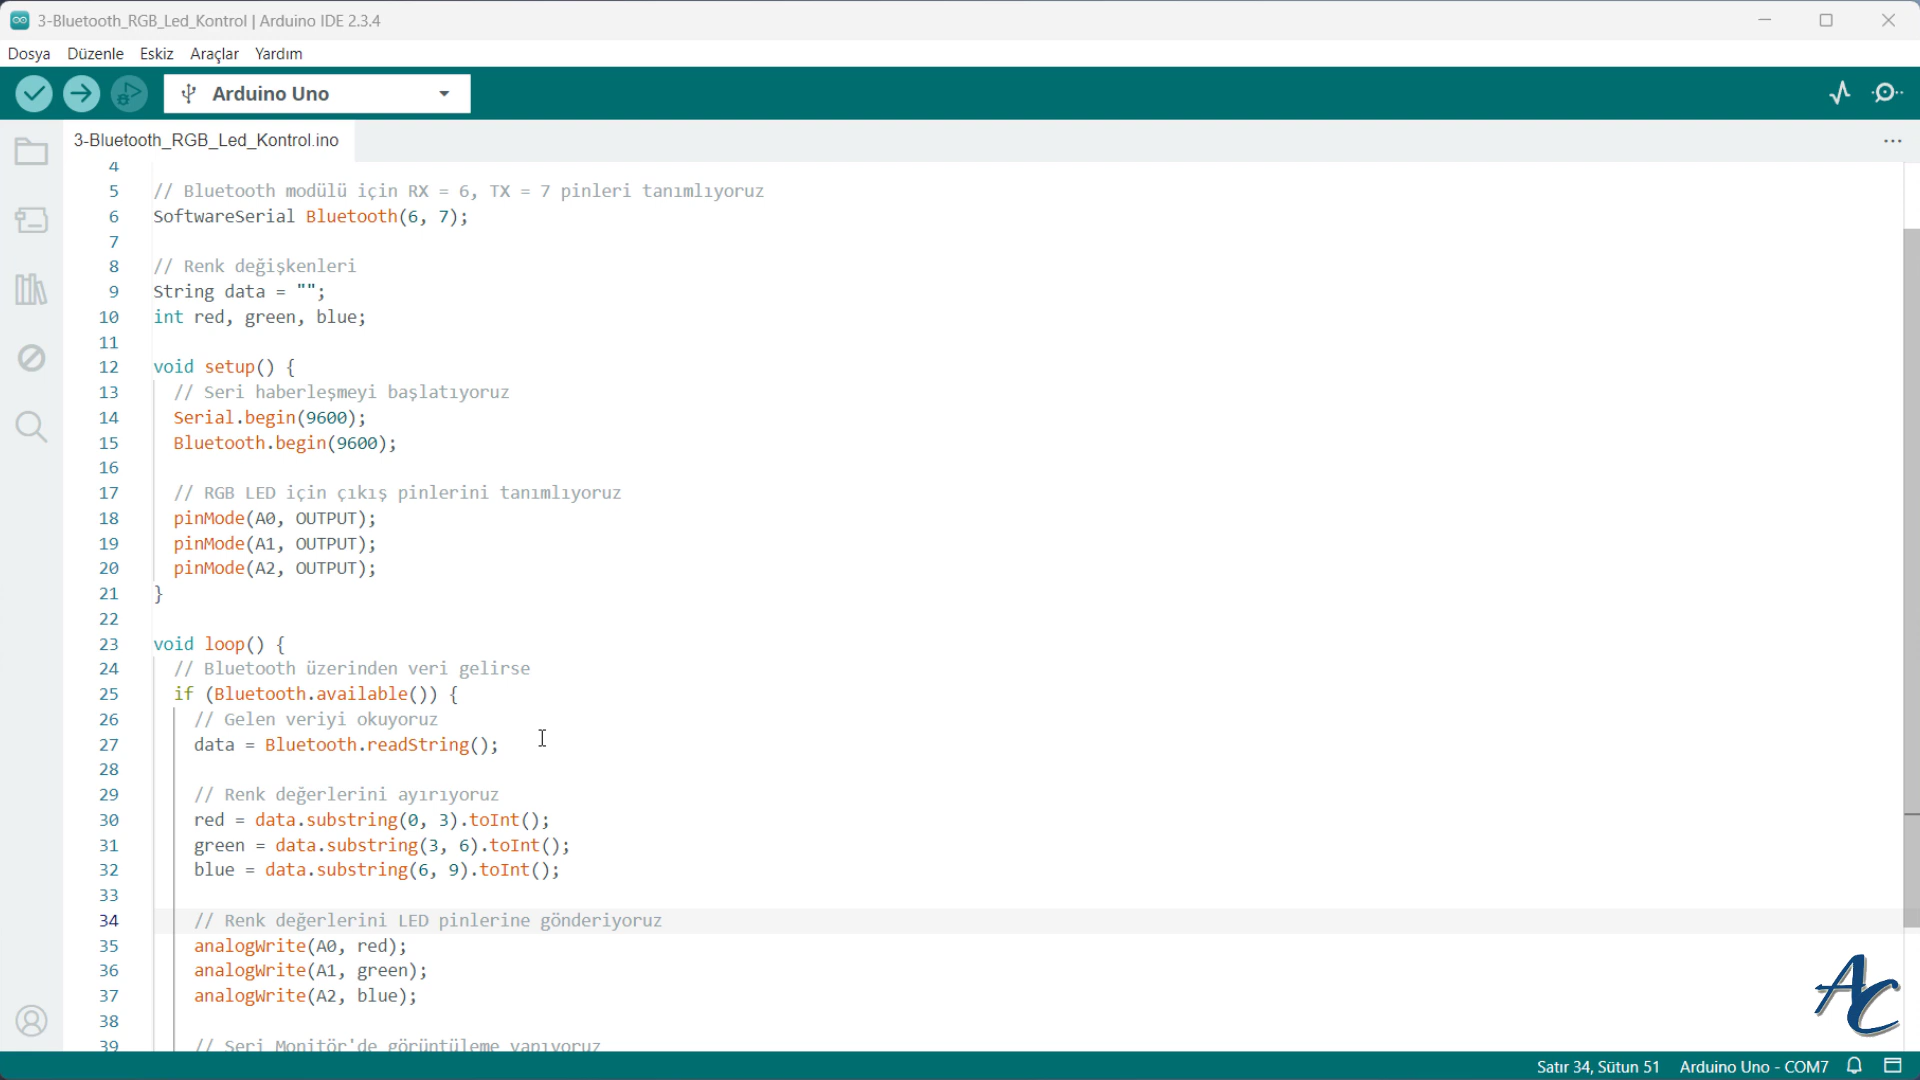 3-Bluetooth_RGB_Led_Kontrol | Arduino IDE 2.3.4
Dosya Düzenle Eskiz Araçlar Yardım
Arduino Uno
3-Bluetooth_RGB_Led_Kontrol.ino
4
5 // Bluetooth modülü için RX = 6, TX = 7 pinleri tanımlıyoruz
6 SoftwareSerial Bluetooth(6, 7);
7
8 // Renk değişkenleri
9 String data = "";
10 int red, green, blue;
11
12 void setup() {
13 // Seri haberleşmeyi başlatıyoruz
14 Serial.begin(9600);
15 Bluetooth.begin(9600);
16
17 // RGB LED için çıkış pinlerini tanımlıyoruz
18 pinMode(A0, OUTPUT);
19 pinMode(A1, OUTPUT);
20 pinMode(A2, OUTPUT);
21 }
22
23 void loop() {
24 // Bluetooth üzerinden veri gelirse
25 if (Bluetooth.available()) {
26 // Gelen veriyi okuyoruz
27 data = Bluetooth.readString();
28
29 // Renk değerlerini ayırıyoruz
30 red = data.substring(0, 3).toInt();
31 green = data.substring(3, 6).toInt();
32 blue = data.substring(6, 9).toInt();
33
34 // Renk değerlerini LED pinlerine gönderiyoruz
35 analogWrite(A0, red);
36 analogWrite(A1, green);
37 analogWrite(A2, blue);
38
39 // Seri Monitör'de görüntüleme yapıyoruz
AC
Satır 34, Sütun 51 Arduino Uno - COM7